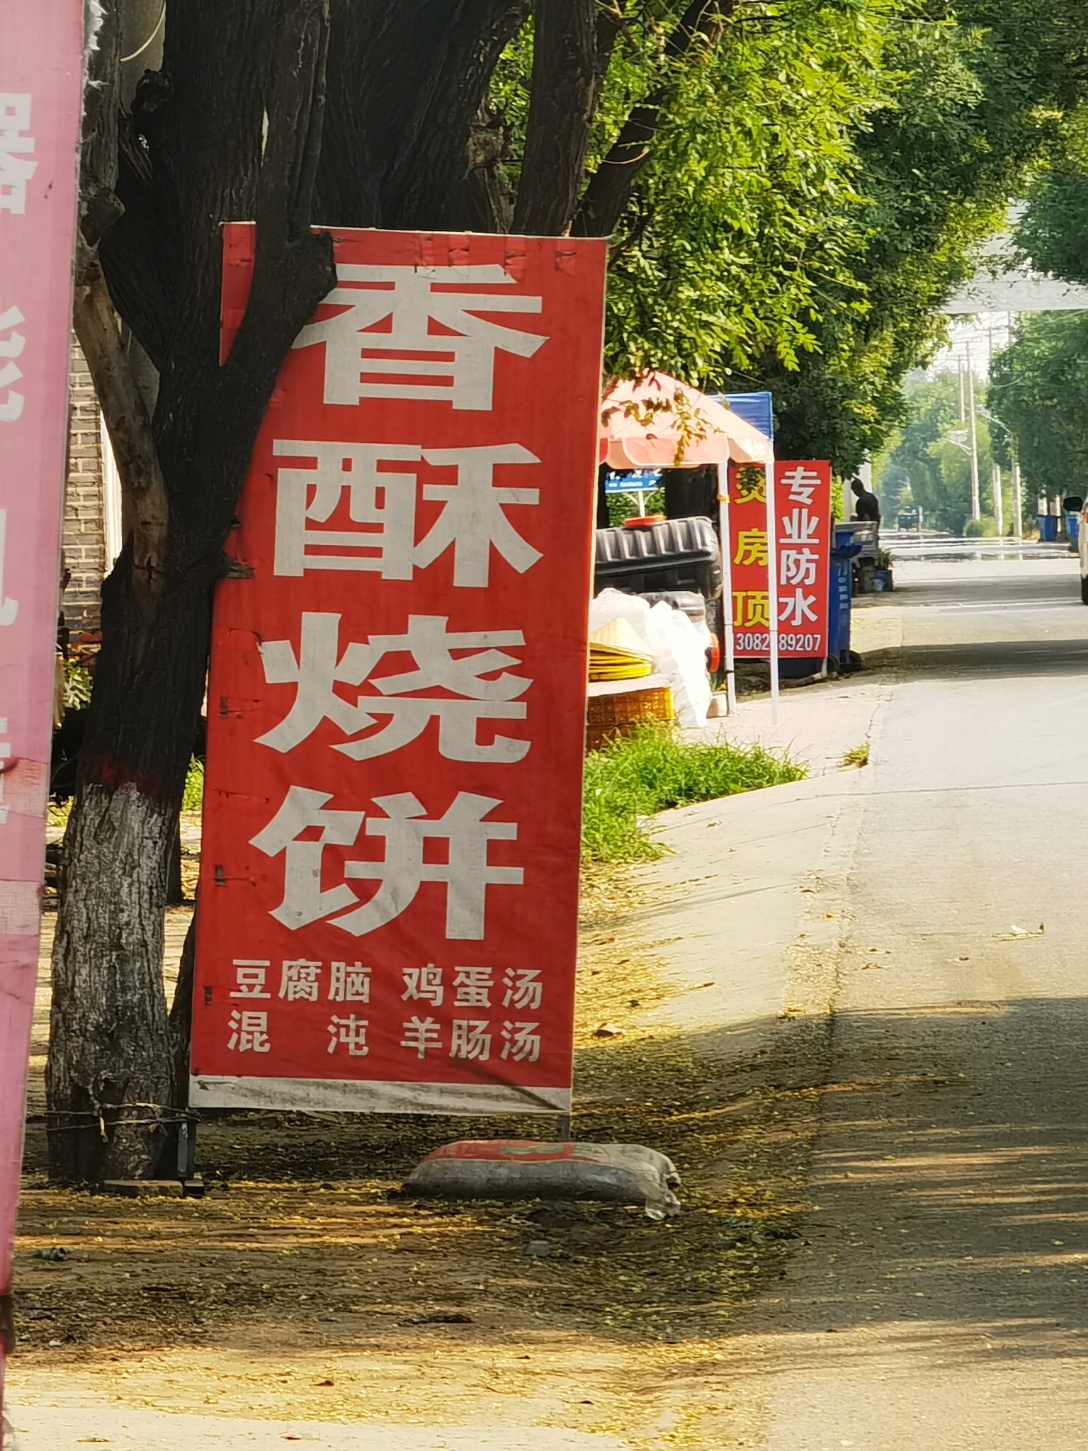 香酥烧饼
豆腐脑 鸡蛋汤
混 沌 羊肠汤
房顶
专业防水